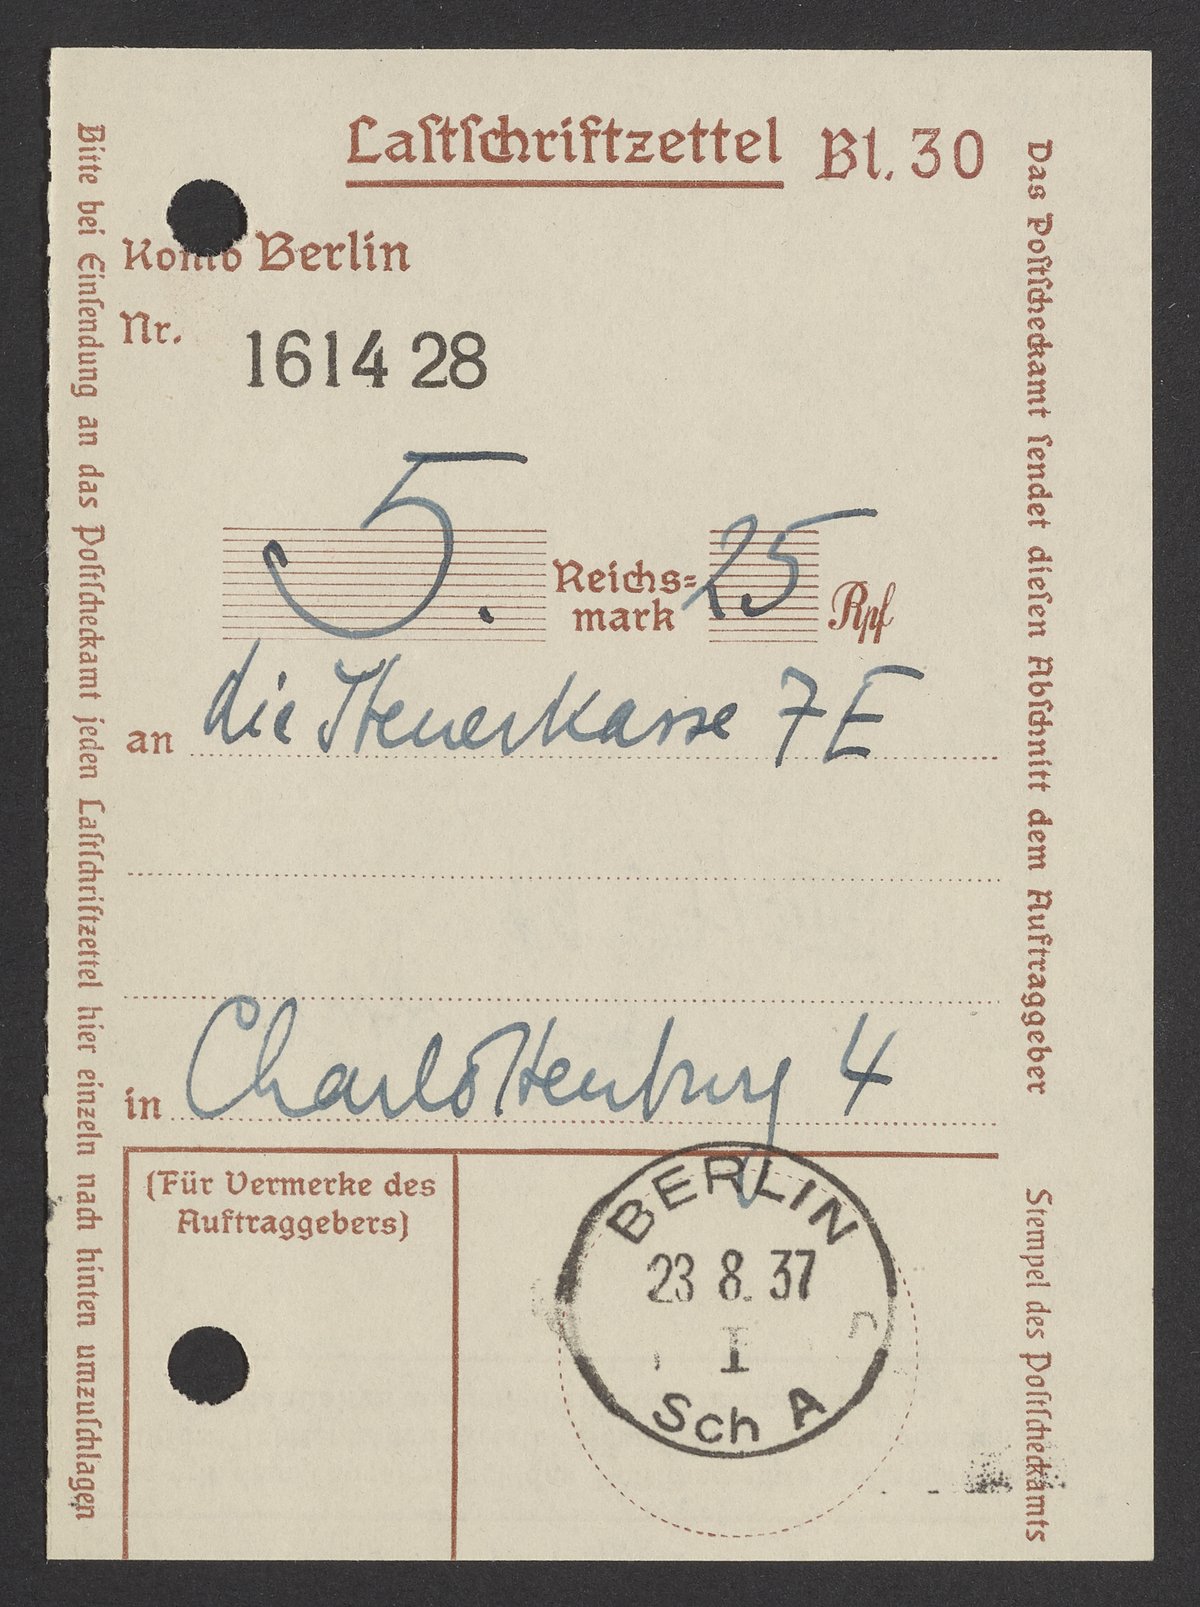 Lastschriftzettel Bl. 30
Konto Berlin
Nr. 1614 28
5. Reichs=
mark 25 Rpf
an die Steuerkasse 7 E
in Charlottenburg 4
(Für Vermerke des
Auftraggebers)
BERLIN
23 8. 37
I
Sch A
Bitte bei Einsendung an das Postscheckamt jeden Lastschriftzettel hier einzeln nach hinten umzuschlagen
Das Postscheckamt sendet diesen Abschnitt dem Auftraggeber
Stempel des Postscheckamts